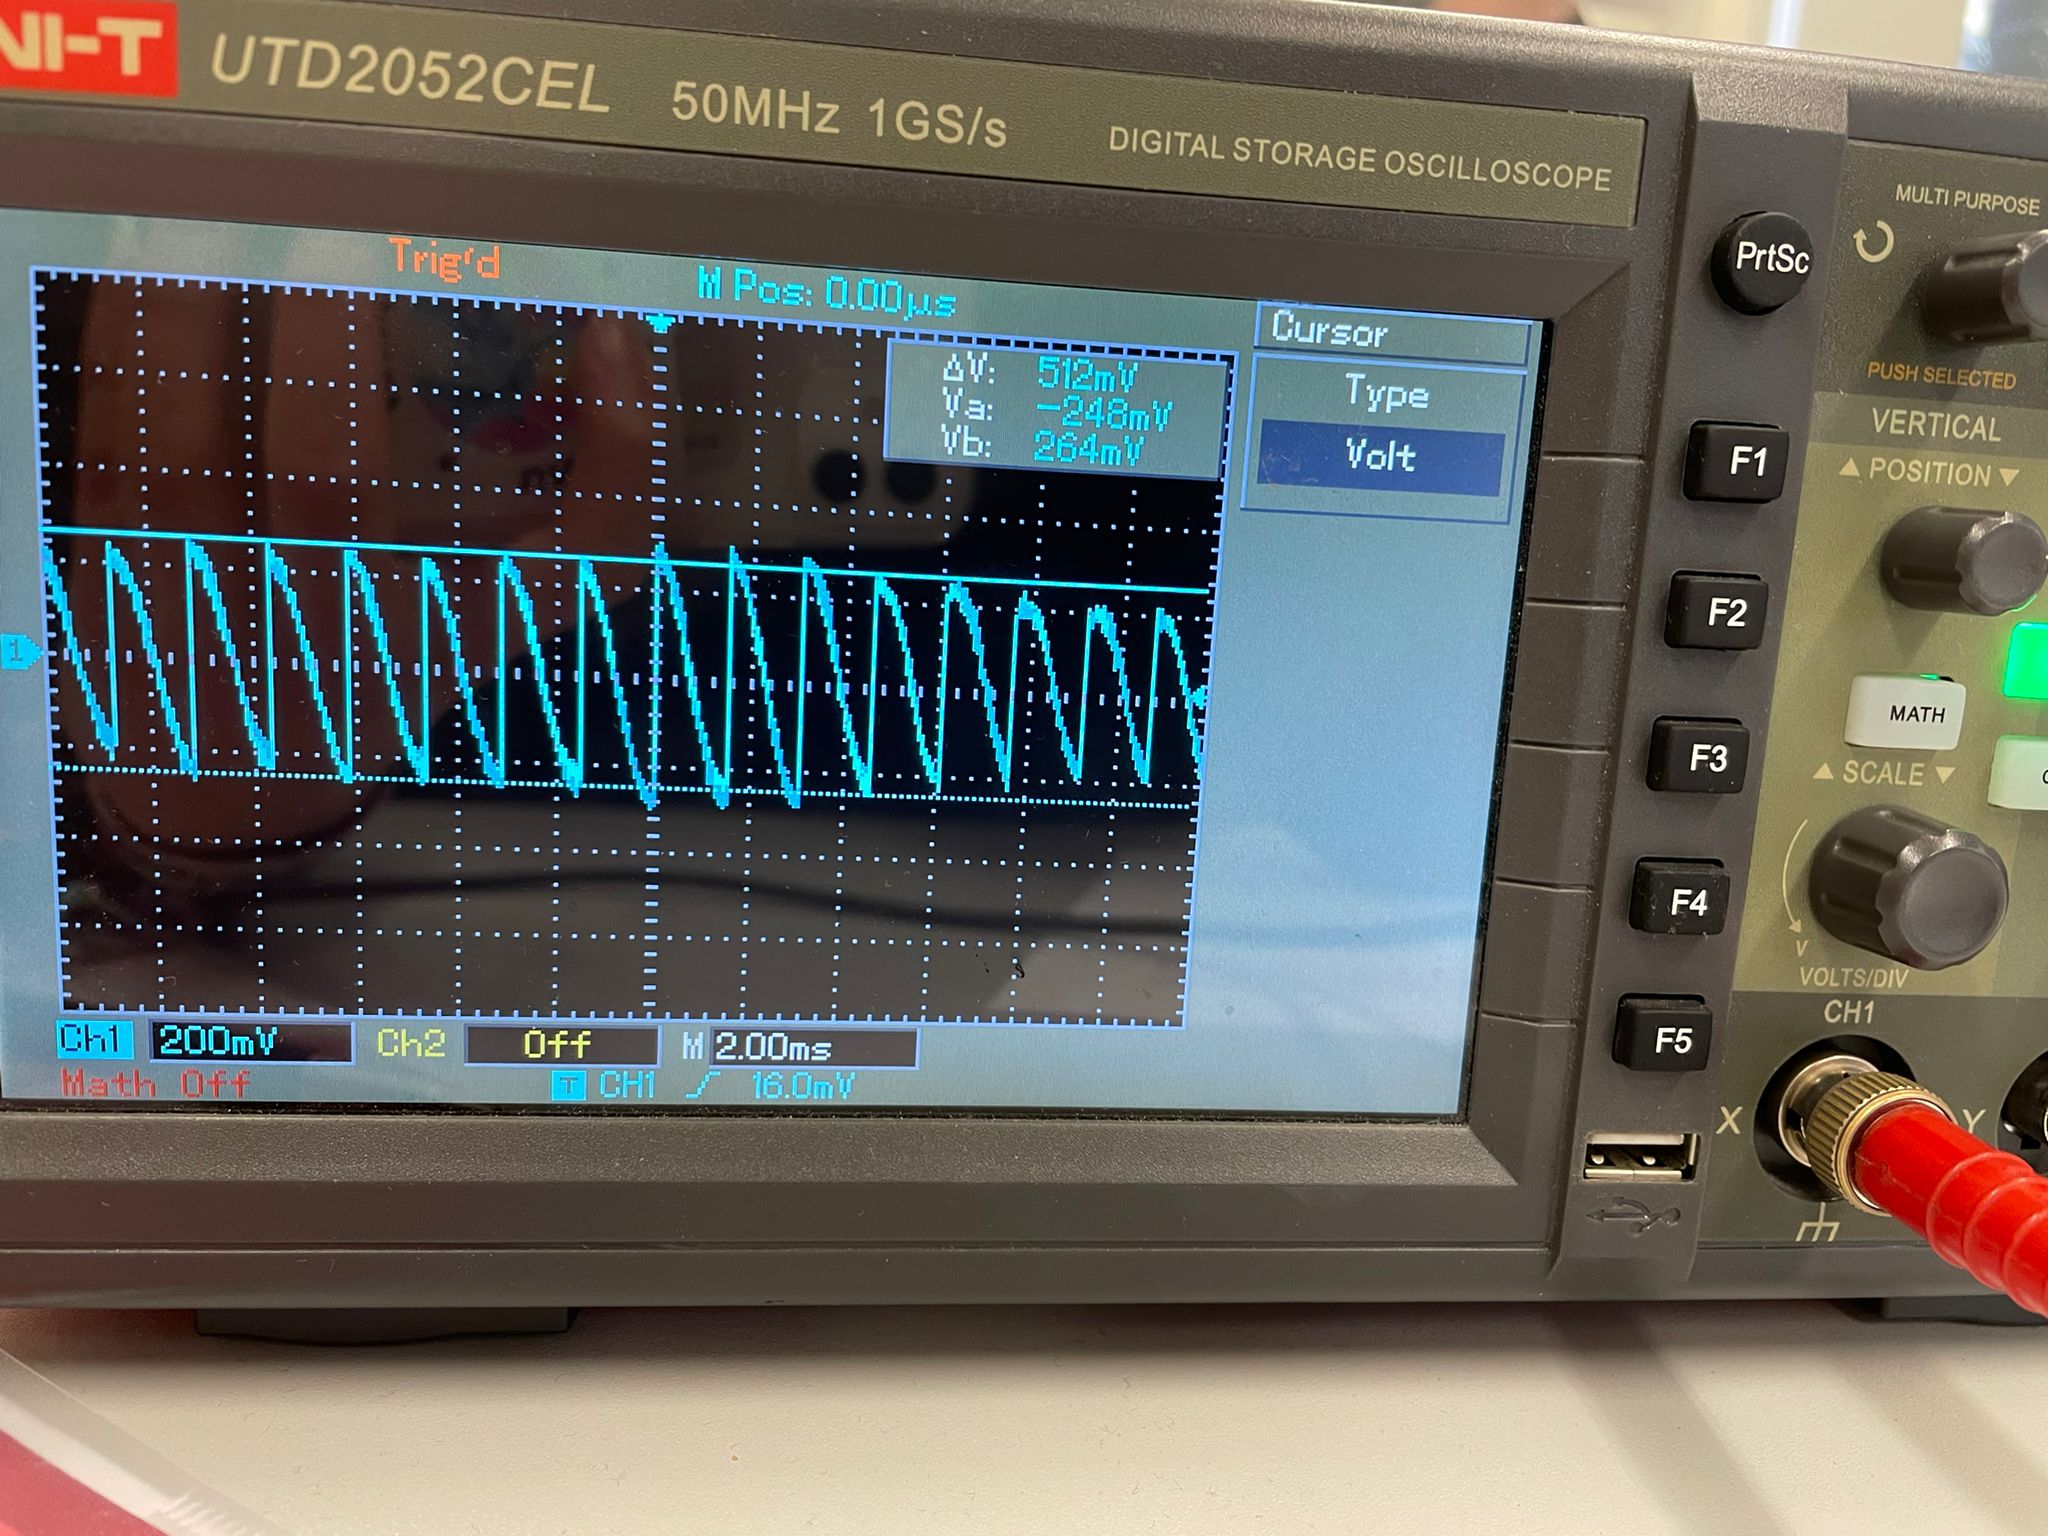 NI-T UTD2052CEL 50MHz 1GS/s DIGITAL STORAGE OSCILLOSCOPE
Trig'd M Pos: 0.00µs
ΔV: 512mV
Va: -248mV
Vb: 264mV
Cursor
Type
Volt
1
Ch1 200mV Ch2 Off M 2.00ms
Math Off T CH1 16.0mV
PrtSc
F1
F2
F3
F4
F5
MULTI PURPOSE
PUSH SELECTED
VERTICAL
▲ POSITION ▼
MATH
▲ SCALE ▼
V
VOLTS/DIV
CH1
X
Y